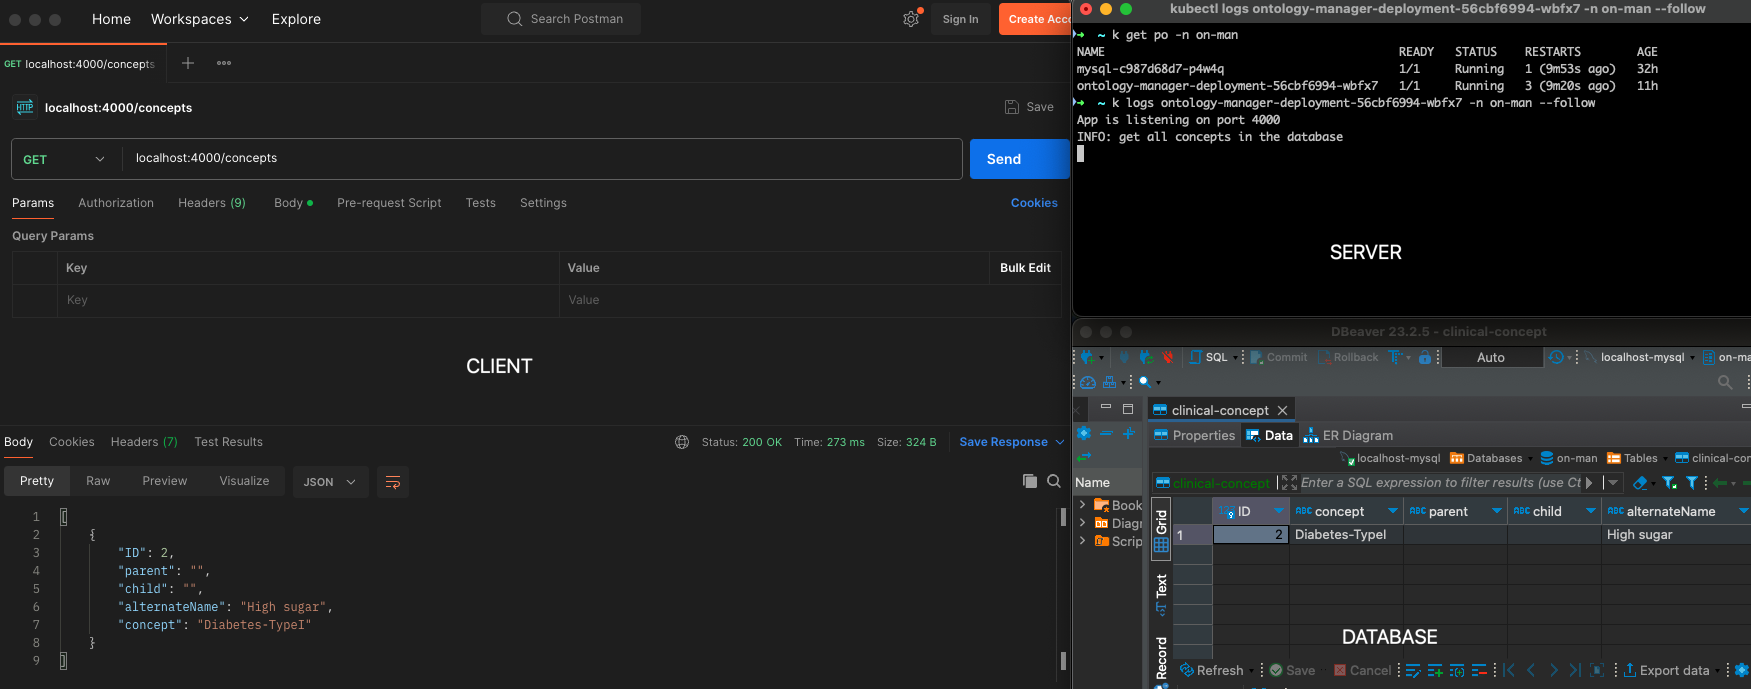 Home Workspaces Explore Search Postman Sign In Create Acc
GET localhost:4000/concepts
HTTP localhost:4000/concepts Save
GET localhost:4000/concepts Send
Params Authorization Headers (9) Body Pre-request Script Tests Settings Cookies
Query Params
Key Value Bulk Edit
Key Value
CLIENT
Body Cookies Headers (7) Test Results Status: 200 OK Time: 273 ms Size: 324 B Save Response
Pretty Raw Preview Visualize JSON
1 [
2 {
3 "ID": 2,
4 "parent": "",
5 "child": "",
6 "alternateName": "High sugar",
7 "concept": "Diabetes-TypeI"
8 }
9 ]
kubectl logs ontology-manager-deployment-56cbf6994-wbfx7 -n on-man --follow
➜ ~ k get po -n on-man
NAME READY STATUS RESTARTS AGE
mysql-c987d68d7-p4w4q 1/1 Running 1 (9m53s ago) 32h
ontology-manager-deployment-56cbf6994-wbfx7 1/1 Running 3 (9m20s ago) 11h
➜ ~ k logs ontology-manager-deployment-56cbf6994-wbfx7 -n on-man --follow
App is listening on port 4000
INFO: get all concepts in the database
SERVER
DBeaver 23.2.5 - clinical-concept
SQL Commit Rollback Auto localhost-mysql on-ma
clinical-concept
Properties Data ER Diagram
localhost-mysql Databases on-man Tables clinical-con
Name clinical-concept Enter a SQL expression to filter results (use Ct
Book
Diagr
Scrip
Grid
Text
Record
123 ID ABC concept ABC parent ABC child ABC alternateName
1 2 Diabetes-TypeI High sugar
DATABASE
Refresh Save Cancel Export data